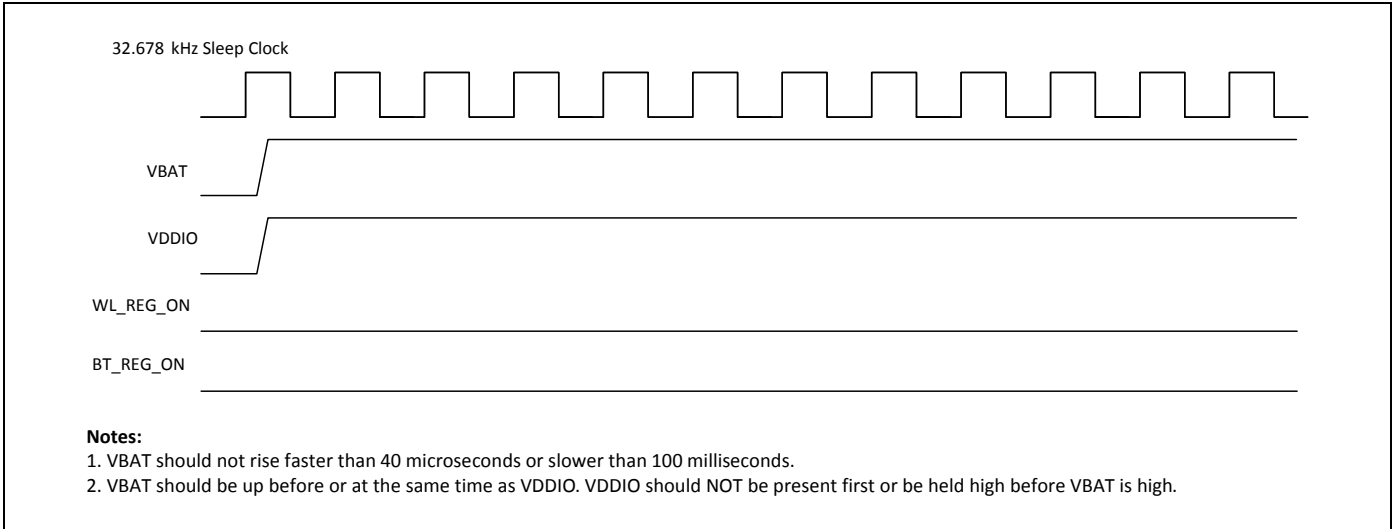 32.678 kHz Sleep Clock
VBAT
VDDIO
WL_REG_ON
BT_REG_ON
Notes:
1. VBAT should not rise faster than 40 microseconds or slower than 100 milliseconds.
2. VBAT should be up before or at the same time as VDDIO. VDDIO should NOT be present first or be held high before VBAT is high.